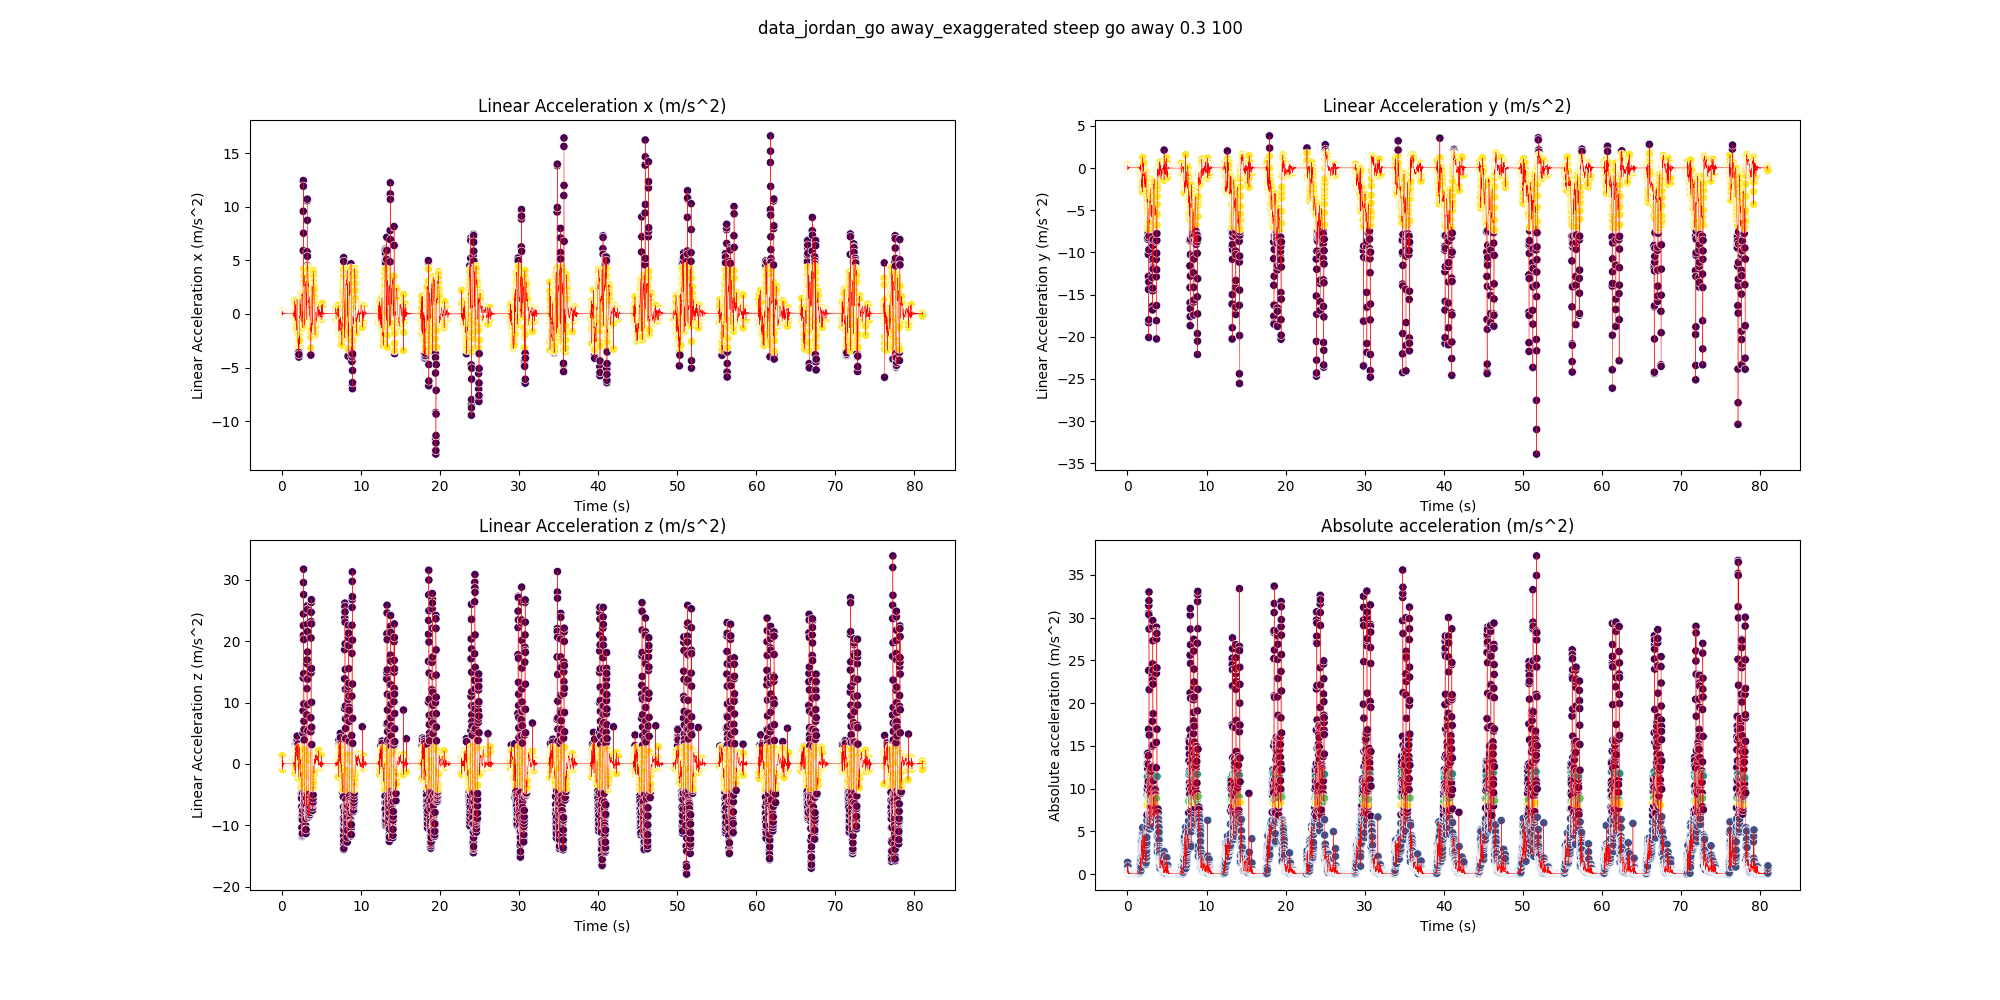 data_jordan_go away_exaggerated steep go away 0.3 100
Linear Acceleration x (m/s^2)
Linear Acceleration x (m/s^2)
15
10
5
0
−5
−10
0 10 20 30 40 50 60 70 80
Time (s)
Linear Acceleration y (m/s^2)
Linear Acceleration y (m/s^2)
5
0
−5
−10
−15
−20
−25
−30
−35
0 10 20 30 40 50 60 70 80
Time (s)
Linear Acceleration z (m/s^2)
Linear Acceleration z (m/s^2)
30
20
10
0
−10
−20
0 10 20 30 40 50 60 70 80
Time (s)
Absolute acceleration (m/s^2)
Absolute acceleration (m/s^2)
35
30
25
20
15
10
5
0
0 10 20 30 40 50 60 70 80
Time (s)